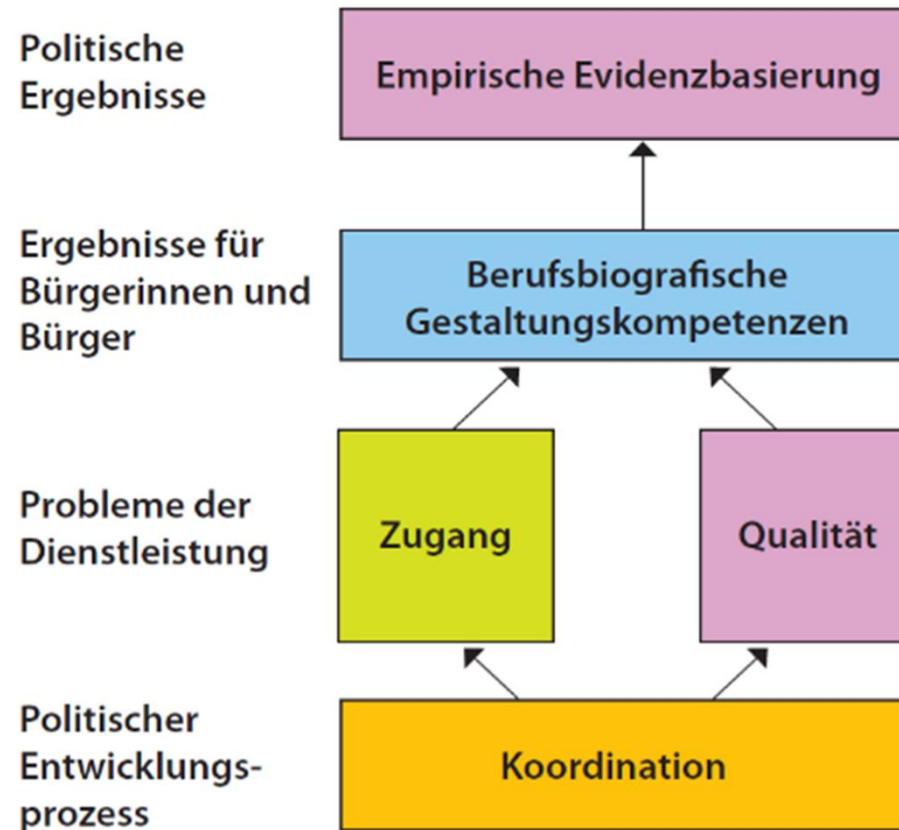 Politische
Ergebnisse
Empirische Evidenzbasierung
Ergebnisse für
Bürgerinnen und
Bürger
Berufsbiografische
Gestaltungskompetenzen
Probleme der
Dienstleistung
Zugang
Qualität
Politischer
Entwicklungs-
prozess
Koordination